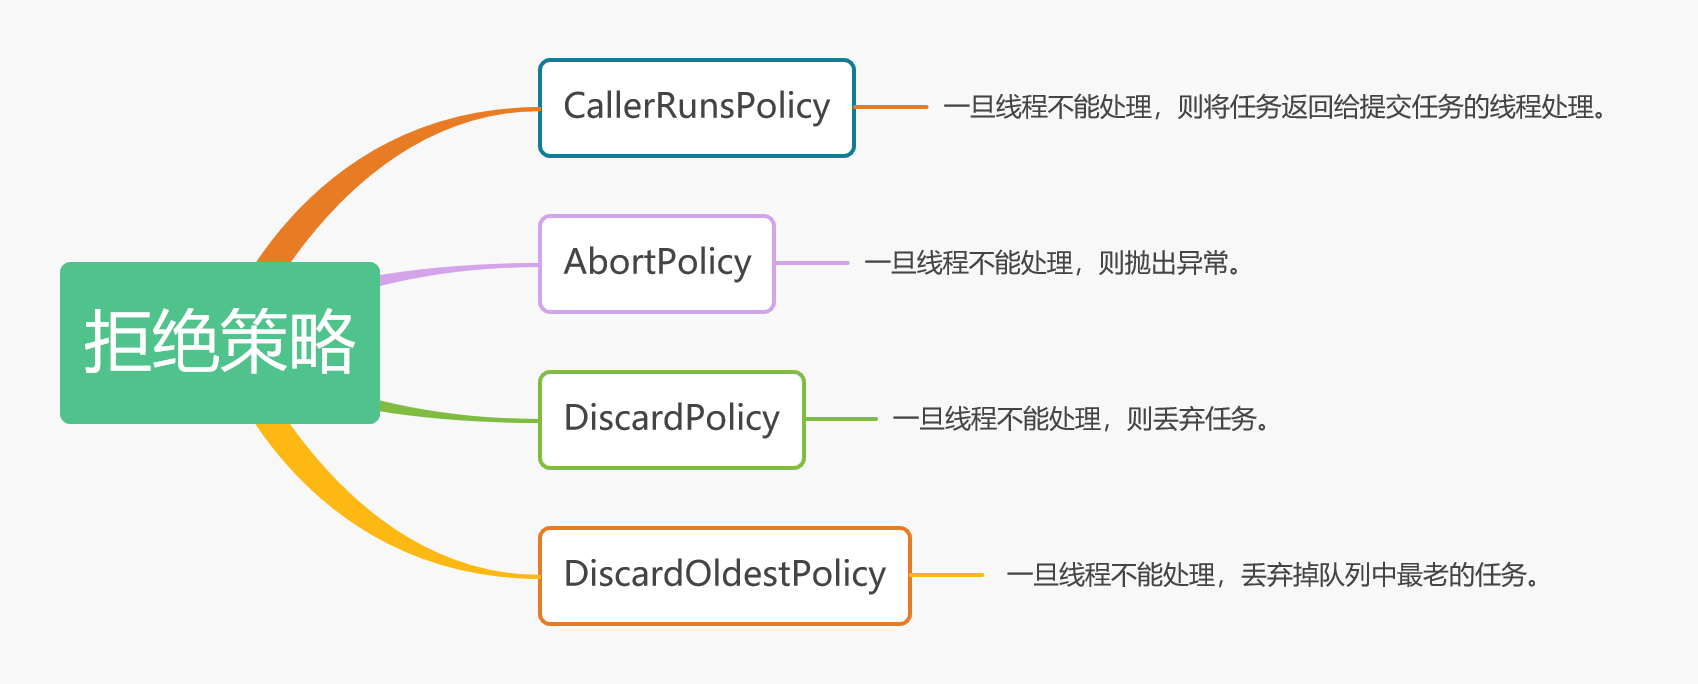 拒绝策略
CallerRunsPolicy
一旦线程不能处理，则将任务返回给提交任务的线程处理。
AbortPolicy
一旦线程不能处理，则抛出异常。
DiscardPolicy
一旦线程不能处理，则丢弃任务。
DiscardOldestPolicy
一旦线程不能处理，丢弃掉队列中最老的任务。